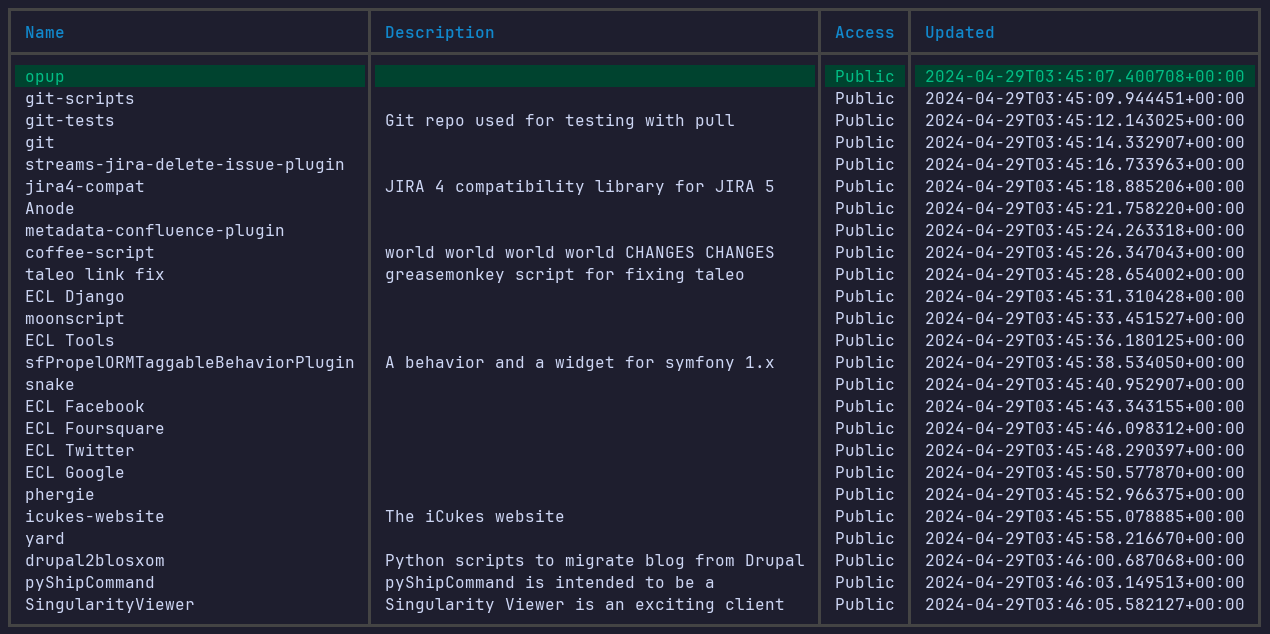 Name Description Access Updated
opup Public 2024-04-29T03:45:07.400708+00:00
git-scripts Public 2024-04-29T03:45:09.944451+00:00
git-tests Git repo used for testing with pull Public 2024-04-29T03:45:12.143025+00:00
git Public 2024-04-29T03:45:14.332907+00:00
streams-jira-delete-issue-plugin Public 2024-04-29T03:45:16.733963+00:00
jira4-compat JIRA 4 compatibility library for JIRA 5 Public 2024-04-29T03:45:18.885206+00:00
Anode Public 2024-04-29T03:45:21.758220+00:00
metadata-confluence-plugin Public 2024-04-29T03:45:24.263318+00:00
coffee-script world world world world CHANGES CHANGES Public 2024-04-29T03:45:26.347043+00:00
taleo link fix greasemonkey script for fixing taleo Public 2024-04-29T03:45:28.654002+00:00
ECL Django Public 2024-04-29T03:45:31.310428+00:00
moonscript Public 2024-04-29T03:45:33.451527+00:00
ECL Tools Public 2024-04-29T03:45:36.180125+00:00
sfPropelORMTaggableBehaviorPlugin A behavior and a widget for symfony 1.x Public 2024-04-29T03:45:38.534050+00:00
snake Public 2024-04-29T03:45:40.952907+00:00
ECL Facebook Public 2024-04-29T03:45:43.343155+00:00
ECL Foursquare Public 2024-04-29T03:45:46.098312+00:00
ECL Twitter Public 2024-04-29T03:45:48.290397+00:00
ECL Google Public 2024-04-29T03:45:50.577870+00:00
phergie Public 2024-04-29T03:45:52.966375+00:00
icukes-website The iCukes website Public 2024-04-29T03:45:55.078885+00:00
yard Public 2024-04-29T03:45:58.216670+00:00
drupal2blosxom Python scripts to migrate blog from Drupal Public 2024-04-29T03:46:00.687068+00:00
pyShipCommand pyShipCommand is intended to be a Public 2024-04-29T03:46:03.149513+00:00
SingularityViewer Singularity Viewer is an exciting client Public 2024-04-29T03:46:05.582127+00:00